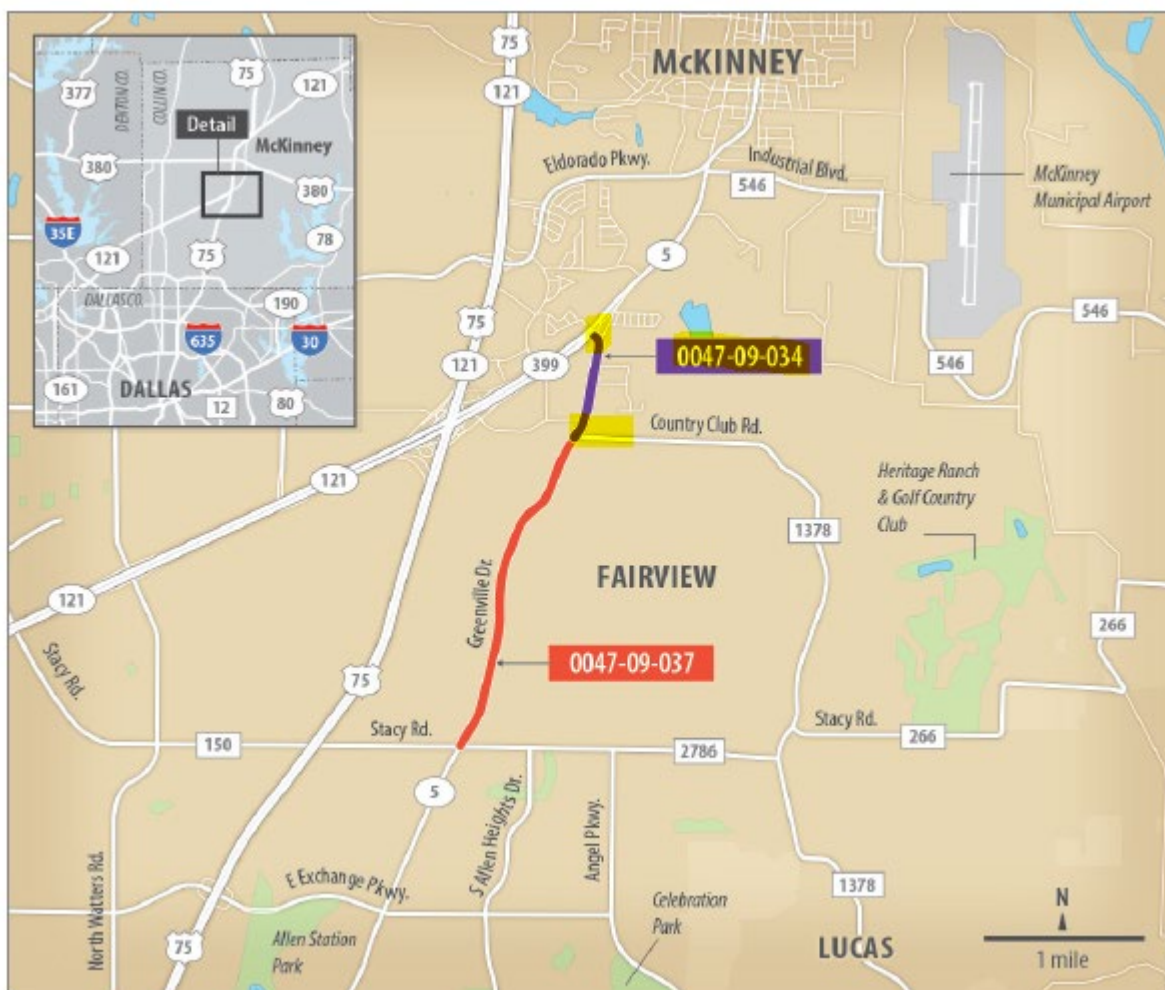 75
121
McKINNEY
377
DENTON CO.
COLLIN CO.
75
121
Detail
McKinney
380
380
35E
121
75
78
DALLAS CO.
190
635
30
161
DALLAS
12
80
Eldorado Pkwy.
Industrial Blvd.
546
McKinney
Municipal Airport
5
75
121
399
0047-09-034
546
546
Country Club Rd.
121
Heritage Ranch
& Golf Country
Club
1378
121
Greenville Dr.
FAIRVIEW
266
Stacy Rd.
75
0047-09-037
150
Stacy Rd.
2786
Stacy Rd.
266
5
North Watters Rd.
S Allen Heights Dr.
Angel Pkwy.
E Exchange Pkwy.
1378
Celebration
Park
N
75
Allen Station
Park
LUCAS
1 mile